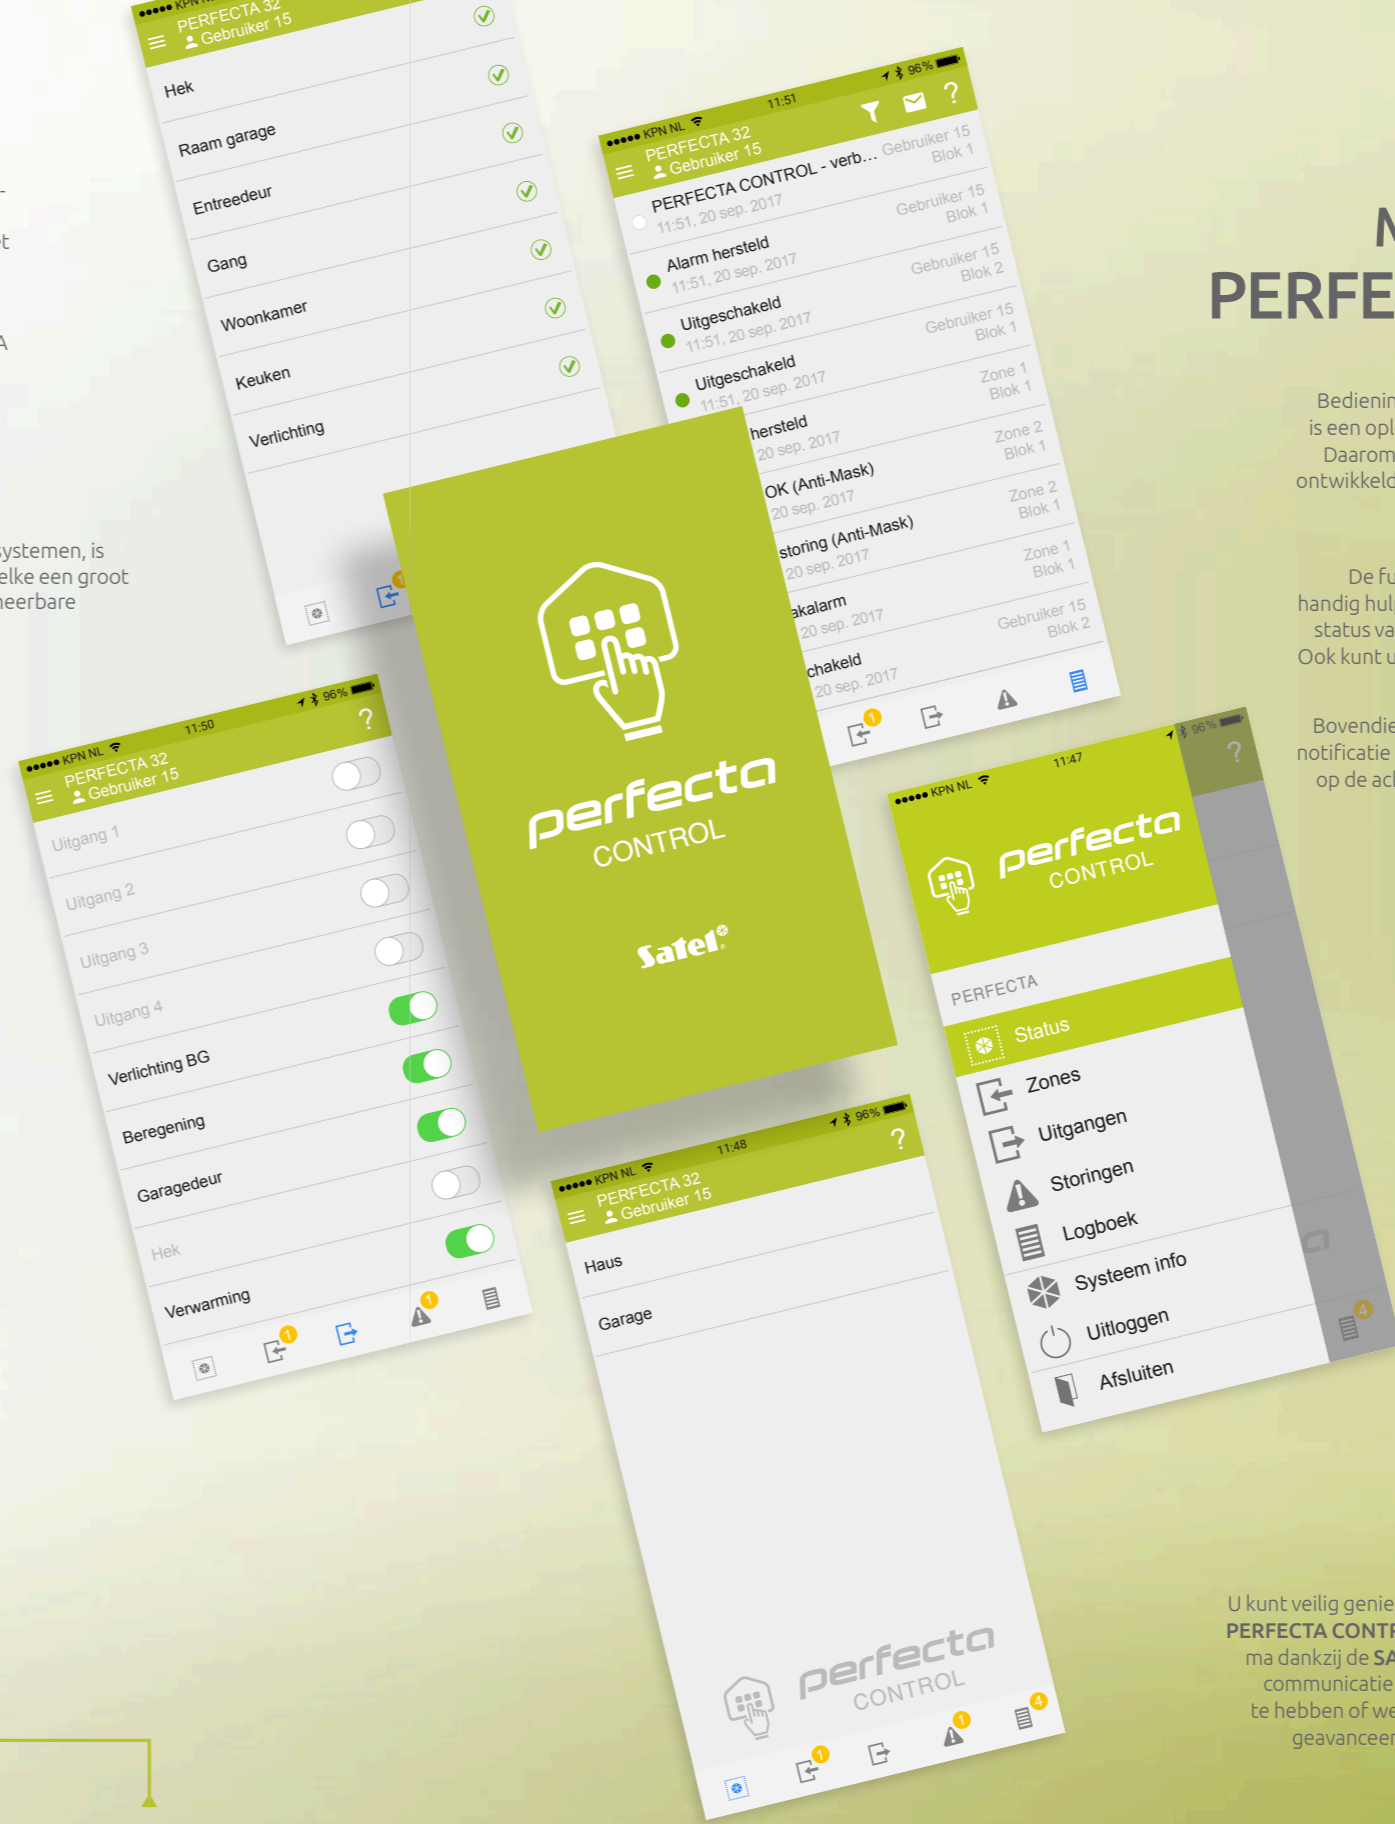 PERFECTA 32
Gebruiker 15
Hek
Raam garage
Entreedeur
Gang
Woonkamer
Keuken
Verlichting
KPN NL
11:51
96%
PERFECTA 32
Gebruiker 15
?
PERFECTA CONTROL - verb...
Gebruiker 15
11:51, 20 sep. 2017
Blok 1
Alarm hersteld
Gebruiker 15
11:51, 20 sep. 2017
Blok 1
Uitgeschakeld
Gebruiker 15
11:51, 20 sep. 2017
Blok 2
Uitgeschakeld
Gebruiker 15
11:51, 20 sep. 2017
Blok 1
hersteld
Zone 1
20 sep. 2017
Blok 1
OK (Anti-Mask)
Zone 2
20 sep. 2017
Blok 1
storing (Anti-Mask)
Zone 2
20 sep. 2017
Blok 1
akalarm
Zone 1
20 sep. 2017
Blok 1
chakeld
Gebruiker 15
20 sep. 2017
Blok 2
1
perfecta
CONTROL
Satel®
KPN NL
11:50
96%
PERFECTA 32
Gebruiker 15
?
Uitgang 1
Uitgang 2
Uitgang 3
Uitgang 4
Verlichting BG
Beregening
Garagedeur
Hek
Verwarming
1
1
KPN NL
11:47
96%
?
perfecta
CONTROL
PERFECTA
Status
Zones
Uitgangen
Storingen
Logboek
Systeem info
Uitloggen
Afsluiten
4
KPN NL
11:48
96%
PERFECTA 32
Gebruiker 15
?
Haus
Garage
perfecta
CONTROL
1
1
4
systemen, is
elke een groot
neerbare
M
PERFE
Bedienin
is een opl
Daarom
ontwikkeld
De fu
handig hul
status va
Ook kunt u
Bovendie
notificatie
op de ac
U kunt veilig genie
PERFECTA CONTR
ma dankzij de SA
communicatie
te hebben of we
geavanceer